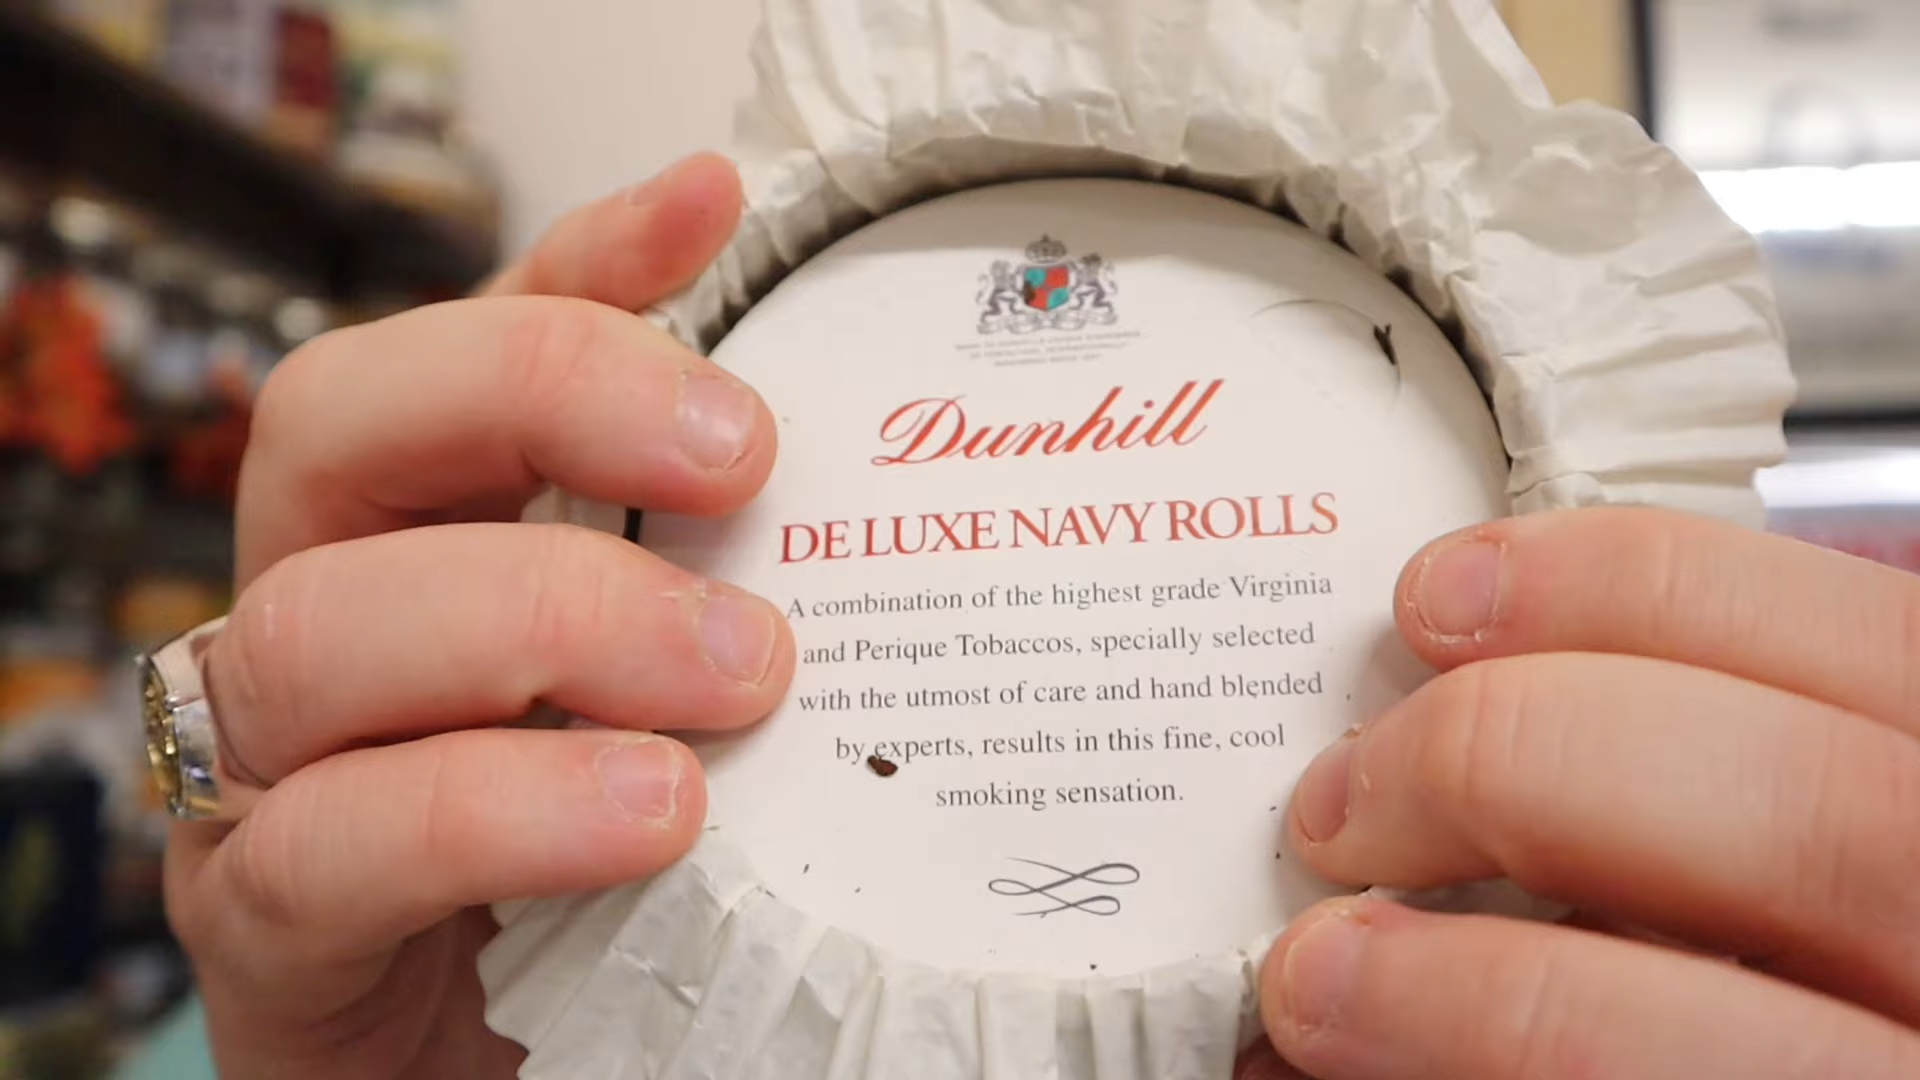 Dunhill
DE LUXE NAVY ROLLS
A combination of the highest grade Virginia
and Perique Tobaccos, specially selected
with the utmost of care and hand blended
by experts, results in this fine, cool
smoking sensation.